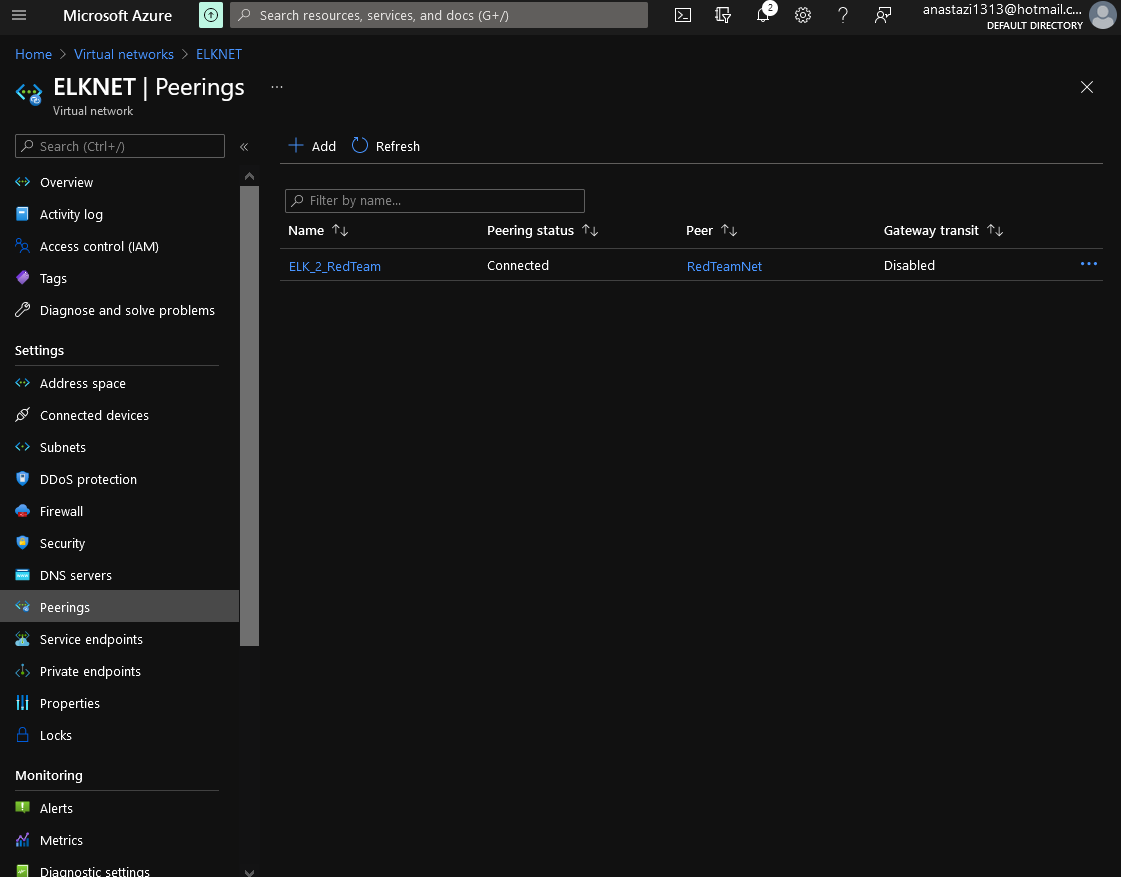 Microsoft Azure
Search resources, services, and docs (G+/)
2
anastazi1313@hotmail.c...
DEFAULT DIRECTORY
Home > Virtual networks > ELKNET
ELKNET | Peerings ...
Virtual network
Search (Ctrl+/) «
Add Refresh
Overview
Activity log
Access control (IAM)
Tags
Diagnose and solve problems
Settings
Address space
Connected devices
Subnets
DDoS protection
Firewall
Security
DNS servers
Peerings
Service endpoints
Private endpoints
Properties
Locks
Monitoring
Alerts
Metrics
Diagnostic settings
Filter by name...
Name ↑↓ Peering status ↑↓ Peer ↑↓ Gateway transit ↑↓
ELK_2_RedTeam Connected RedTeamNet Disabled ...